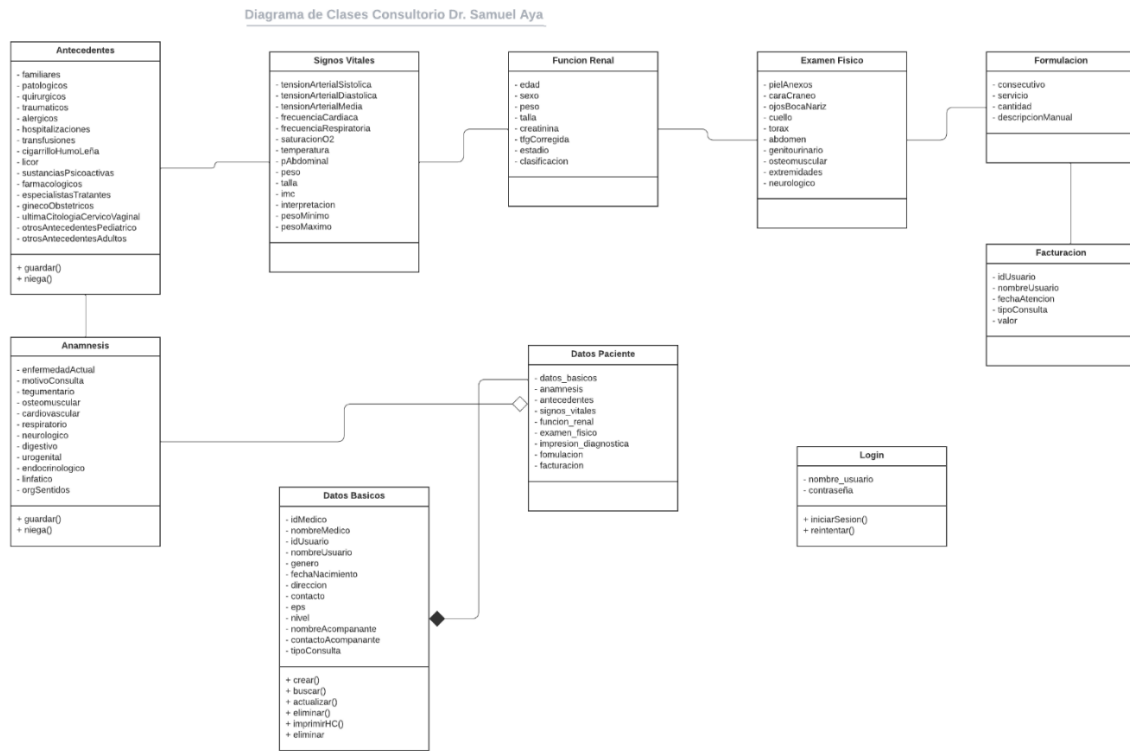 Diagrama de Clases Consultorio Dr. Samuel Aya
Antecedentes
- familiares
- patologicos
- quirurgicos
- traumaticos
- alergicos
- hospitalizaciones
- transfusiones
- cigarrilloHumoLeña
- licor
- sustanciasPsicoactivas
- farmacologicos
- especialistasTratantes
- ginecoObstetricos
- ultimaCitologiaCervicoVaginal
- otrosAntecedentesPediatrico
- otrosAntecedentesAdultos
+ guardar()
+ niega()
Signos Vitales
- tensionArterialSistolica
- tensionArterialDiastolica
- tensionArterialMedia
- frecuenciaCardiaca
- frecuenciaRespiratoria
- saturacionO2
- temperatura
- pAbdominal
- peso
- talla
- imc
- interpretacion
- pesoMinimo
- pesoMaximo
Funcion Renal
- edad
- sexo
- peso
- talla
- creatinina
- tfgCorregida
- estadio
- clasificacion
Examen Fisico
- pielAnexos
- caraCraneo
- ojosBocaNariz
- cuello
- torax
- abdomen
- genitourinario
- osteomuscular
- extremidades
- neurologico
Formulacion
- consecutivo
- servicio
- cantidad
- descripcionManual
Facturacion
- idUsuario
- nombreUsuario
- fechaAtencion
- tipoConsulta
- valor
Anamnesis
- enfermedadActual
- motivoConsulta
- tegumentario
- osteomuscular
- cardiovascular
- respiratorio
- neurologico
- digestivo
- urogenital
- endocrinologico
- linfatico
- orgSentidos
+ guardar()
+ niega()
Datos Paciente
- datos_basicos
- anamnesis
- antecedentes
- signos_vitales
- funcion_renal
- examen_fisico
- impresion_diagnostica
- fomulacion
- facturacion
Login
- nombre_usuario
- contraseña
+ iniciarSesion()
+ reintentar()
Datos Basicos
- idMedico
- nombreMedico
- idUsuario
- nombreUsuario
- genero
- fechaNacimiento
- direccion
- contacto
- eps
- nivel
- nombreAcompanante
- contactoAcompanante
- tipoConsulta
+ crear()
+ buscar()
+ actualizar()
+ eliminar()
+ imprimirHC()
+ eliminar